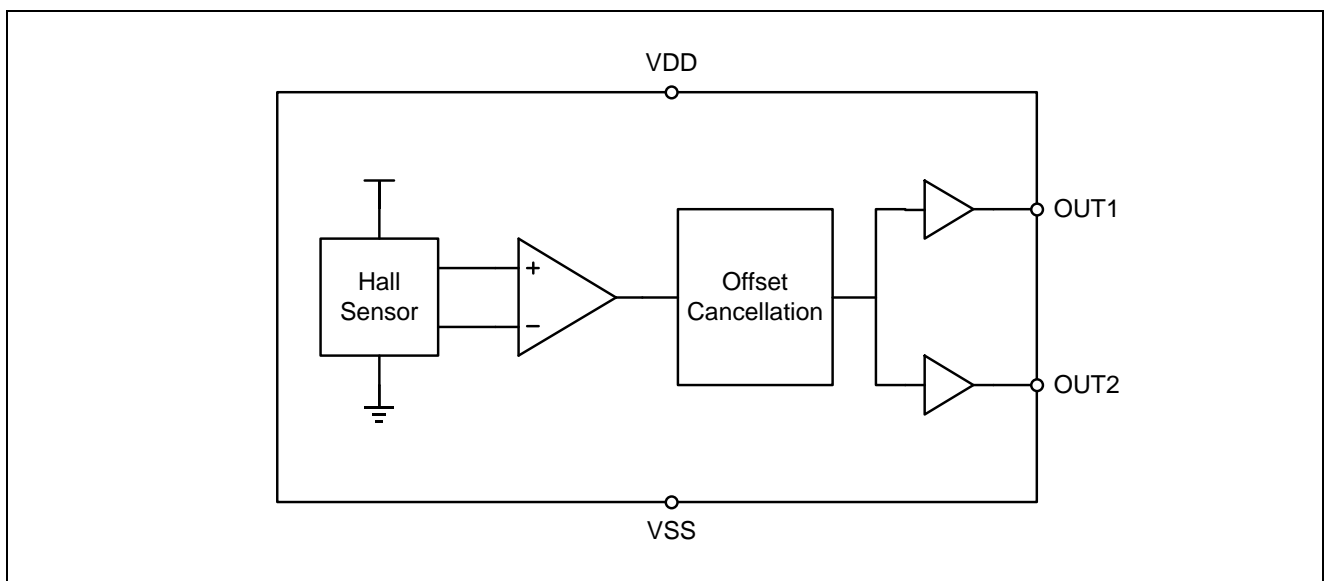 VDD
OUT1
Hall
Sensor
+
−
Offset
Cancellation
OUT2
VSS